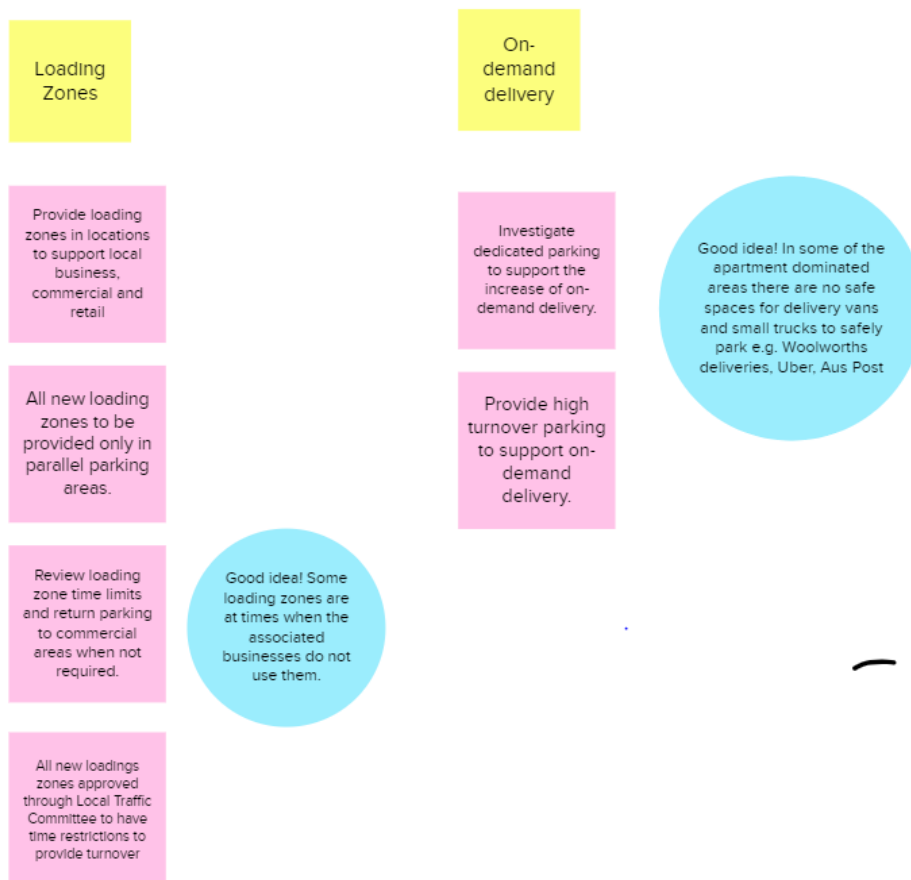 Loading
Zones
Provide loading
zones in locations
to support local
business,
commercial and
retail
All new loading
zones to be
provided only in
parallel parking
areas.
Review loading
zone time limits
and return parking
to commercial
areas when not
required.
Good idea! Some
loading zones are
at times when the
associated
businesses do not
use them.
All new loadings
zones approved
through Local Traffic
Committee to have
time restrictions to
provide turnover
On-
demand
delivery
Investigate
dedicated parking
to support the
increase of on-
demand delivery.
Good idea! In some of the
apartment dominated
areas there are no safe
spaces for delivery vans
and small trucks to safely
park e.g. Woolworths
deliveries, Uber, Aus Post
Provide high
turnover parking
to support on-
demand
delivery.